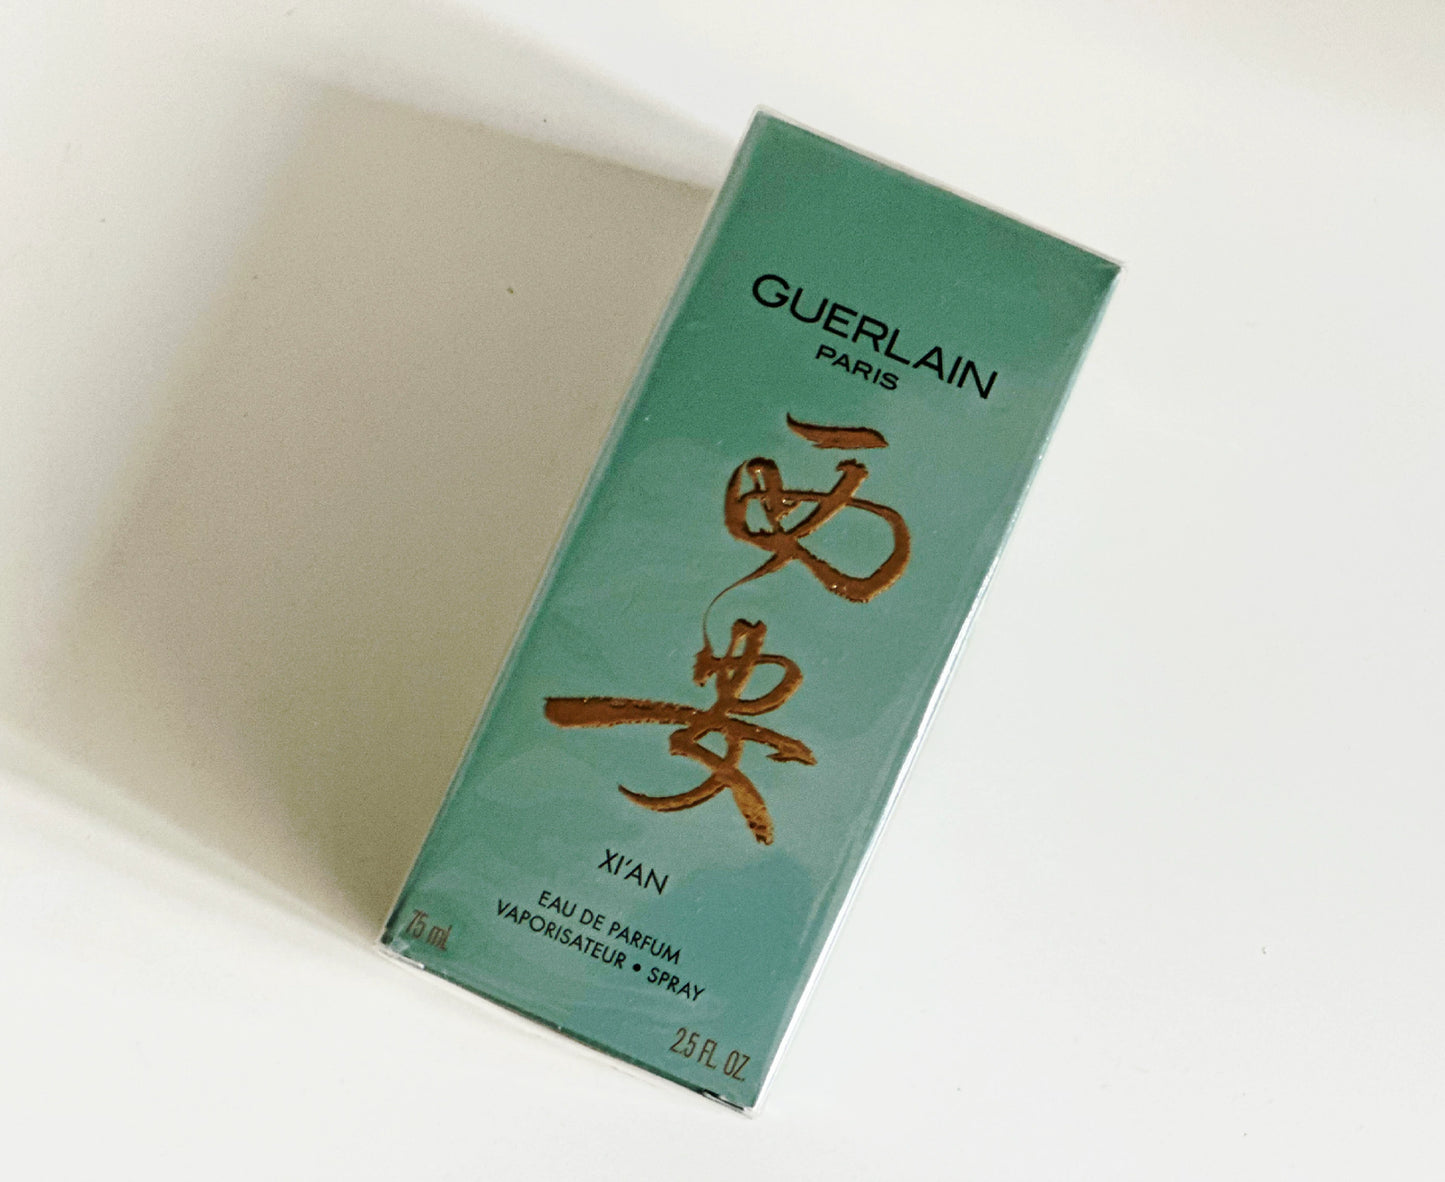 GUERLAIN
PARIS
西
安
XI'AN
EAU DE PARFUM
VAPORISATEUR • SPRAY
75 mL
2.5 FL. OZ.